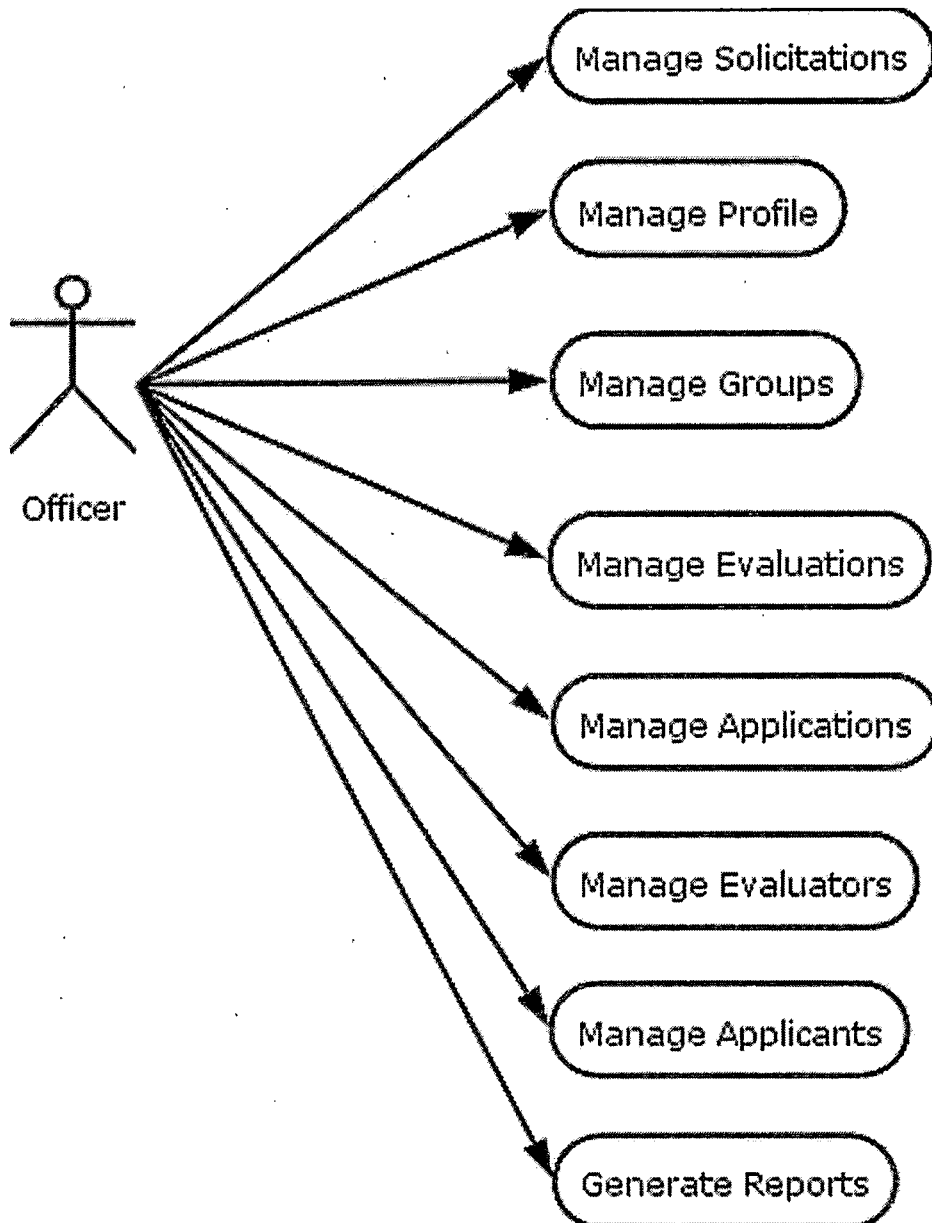 Manage Solicitations
Manage Profile
Manage Groups
Officer
Manage Evaluations
Manage Applications
Manage Evaluators
Manage Applicants
Generate Reports